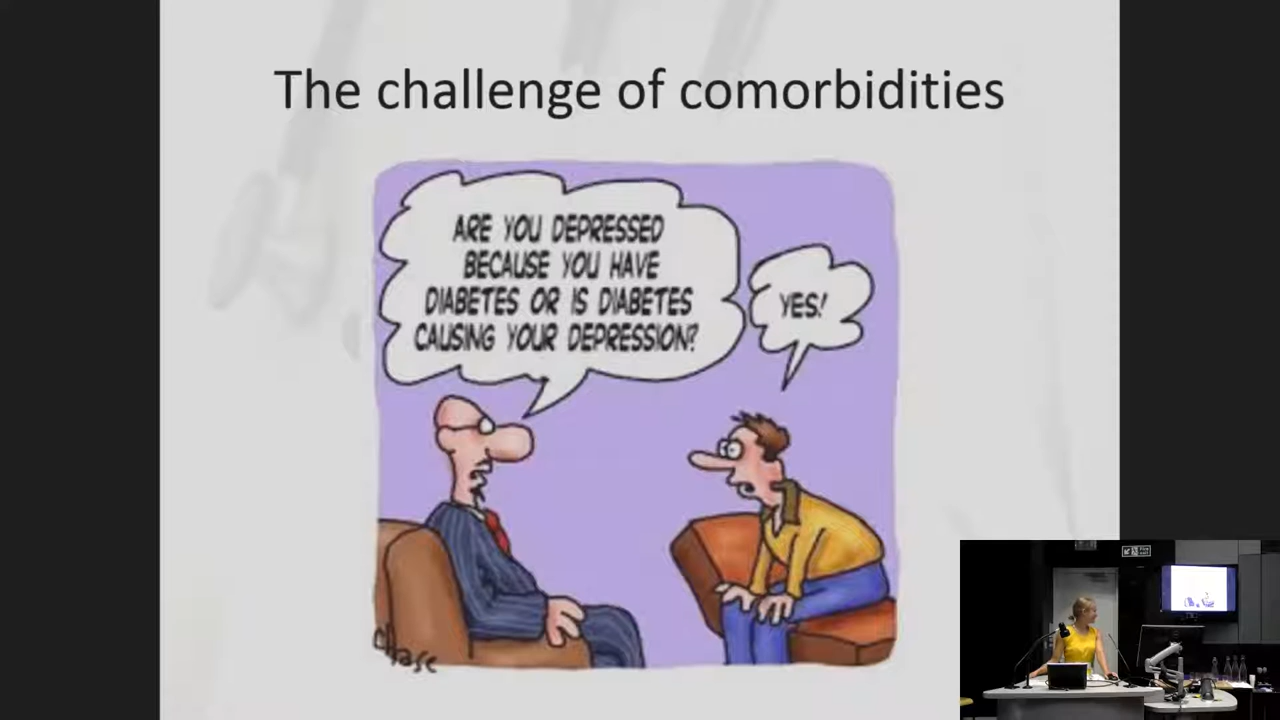 The challenge of comorbidities
ARE YOU DEPRESSED
BECAUSE YOU HAVE
DIABETES OR IS DIABETES
CAUSING YOUR DEPRESSION?
YES!
chase